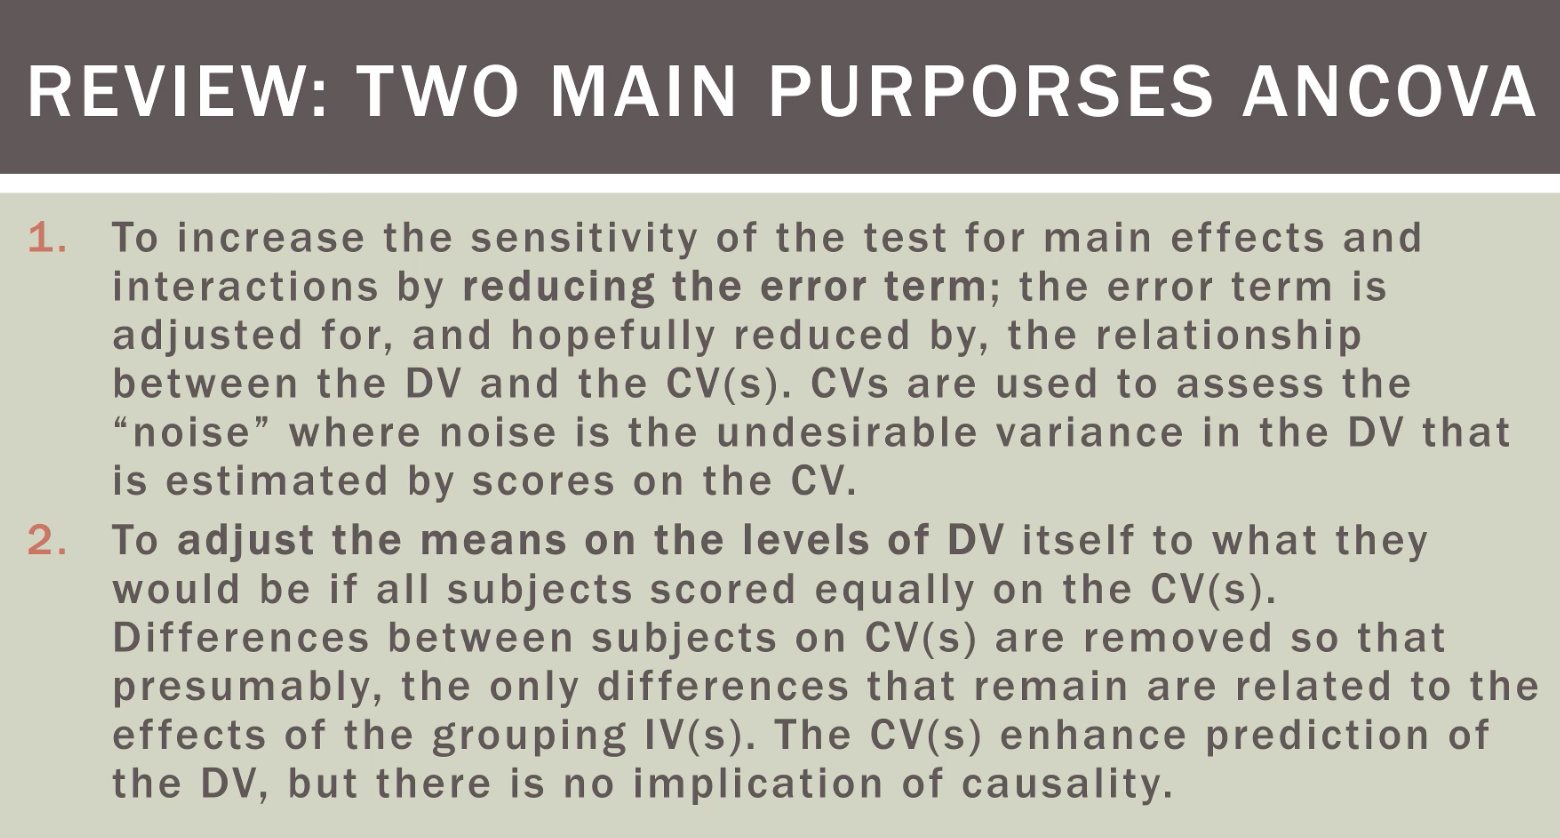 REVIEW: TWO MAIN PURPORSES ANCOVA
1. To increase the sensitivity of the test for main effects and
interactions by reducing the error term; the error term is
adjusted for, and hopefully reduced by, the relationship
between the DV and the CV(s). CVs are used to assess the
“noise” where noise is the undesirable variance in the DV that
is estimated by scores on the CV.
2. To adjust the means on the levels of DV itself to what they
would be if all subjects scored equally on the CV(s).
Differences between subjects on CV(s) are removed so that
presumably, the only differences that remain are related to the
effects of the grouping IV(s). The CV(s) enhance prediction of
the DV, but there is no implication of causality.